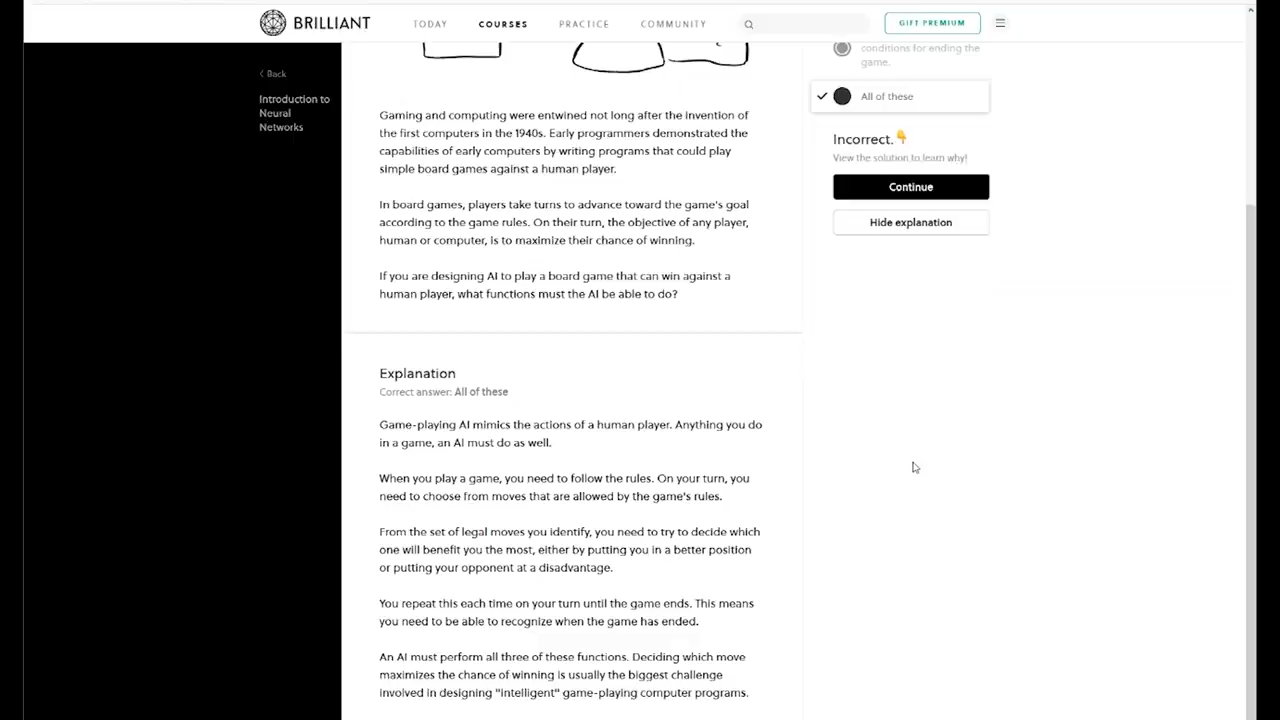 BRILLIANT
TODAY
COURSES
PRACTICE
COMMUNITY
GIFT PREMIUM
Back
Introduction to
Neural
Networks
Gaming and computing were entwined not long after the invention of
the first computers in the 1940s. Early programmers demonstrated the
capabilities of early computers by writing programs that could play
simple board games against a human player.
In board games, players take turns to advance toward the game's goal
according to the game rules. On their turn, the objective of any player,
human or computer, is to maximize their chance of winning.
If you are designing AI to play a board game that can win against a
human player, what functions must the AI be able to do?
conditions for ending the
game.
All of these
Incorrect.
View the solution to learn why!
Continue
Hide explanation
Explanation
Correct answer: All of these
Game-playing AI mimics the actions of a human player. Anything you do
in a game, an AI must do as well.
When you play a game, you need to follow the rules. On your turn, you
need to choose from moves that are allowed by the game's rules.
From the set of legal moves you identify, you need to try to decide which
one will benefit you the most, either by putting you in a better position
or putting your opponent at a disadvantage.
You repeat this each time on your turn until the game ends. This means
you need to be able to recognize when the game has ended.
An AI must perform all three of these functions. Deciding which move
maximizes the chance of winning is usually the biggest challenge
involved in designing "intelligent" game-playing computer programs.